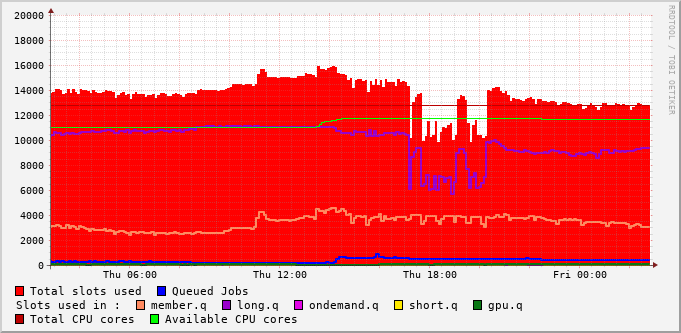 20000
18000
16000
14000
12000
10000
8000
6000
4000
2000
0
Thu 06:00 Thu 12:00 Thu 18:00 Fri 00:00
RRDTOOL / TOBI OETIKER
Total slots used Queued Jobs
Slots used in : member.q long.q ondemand.q short.q gpu.q
Total CPU cores Available CPU cores